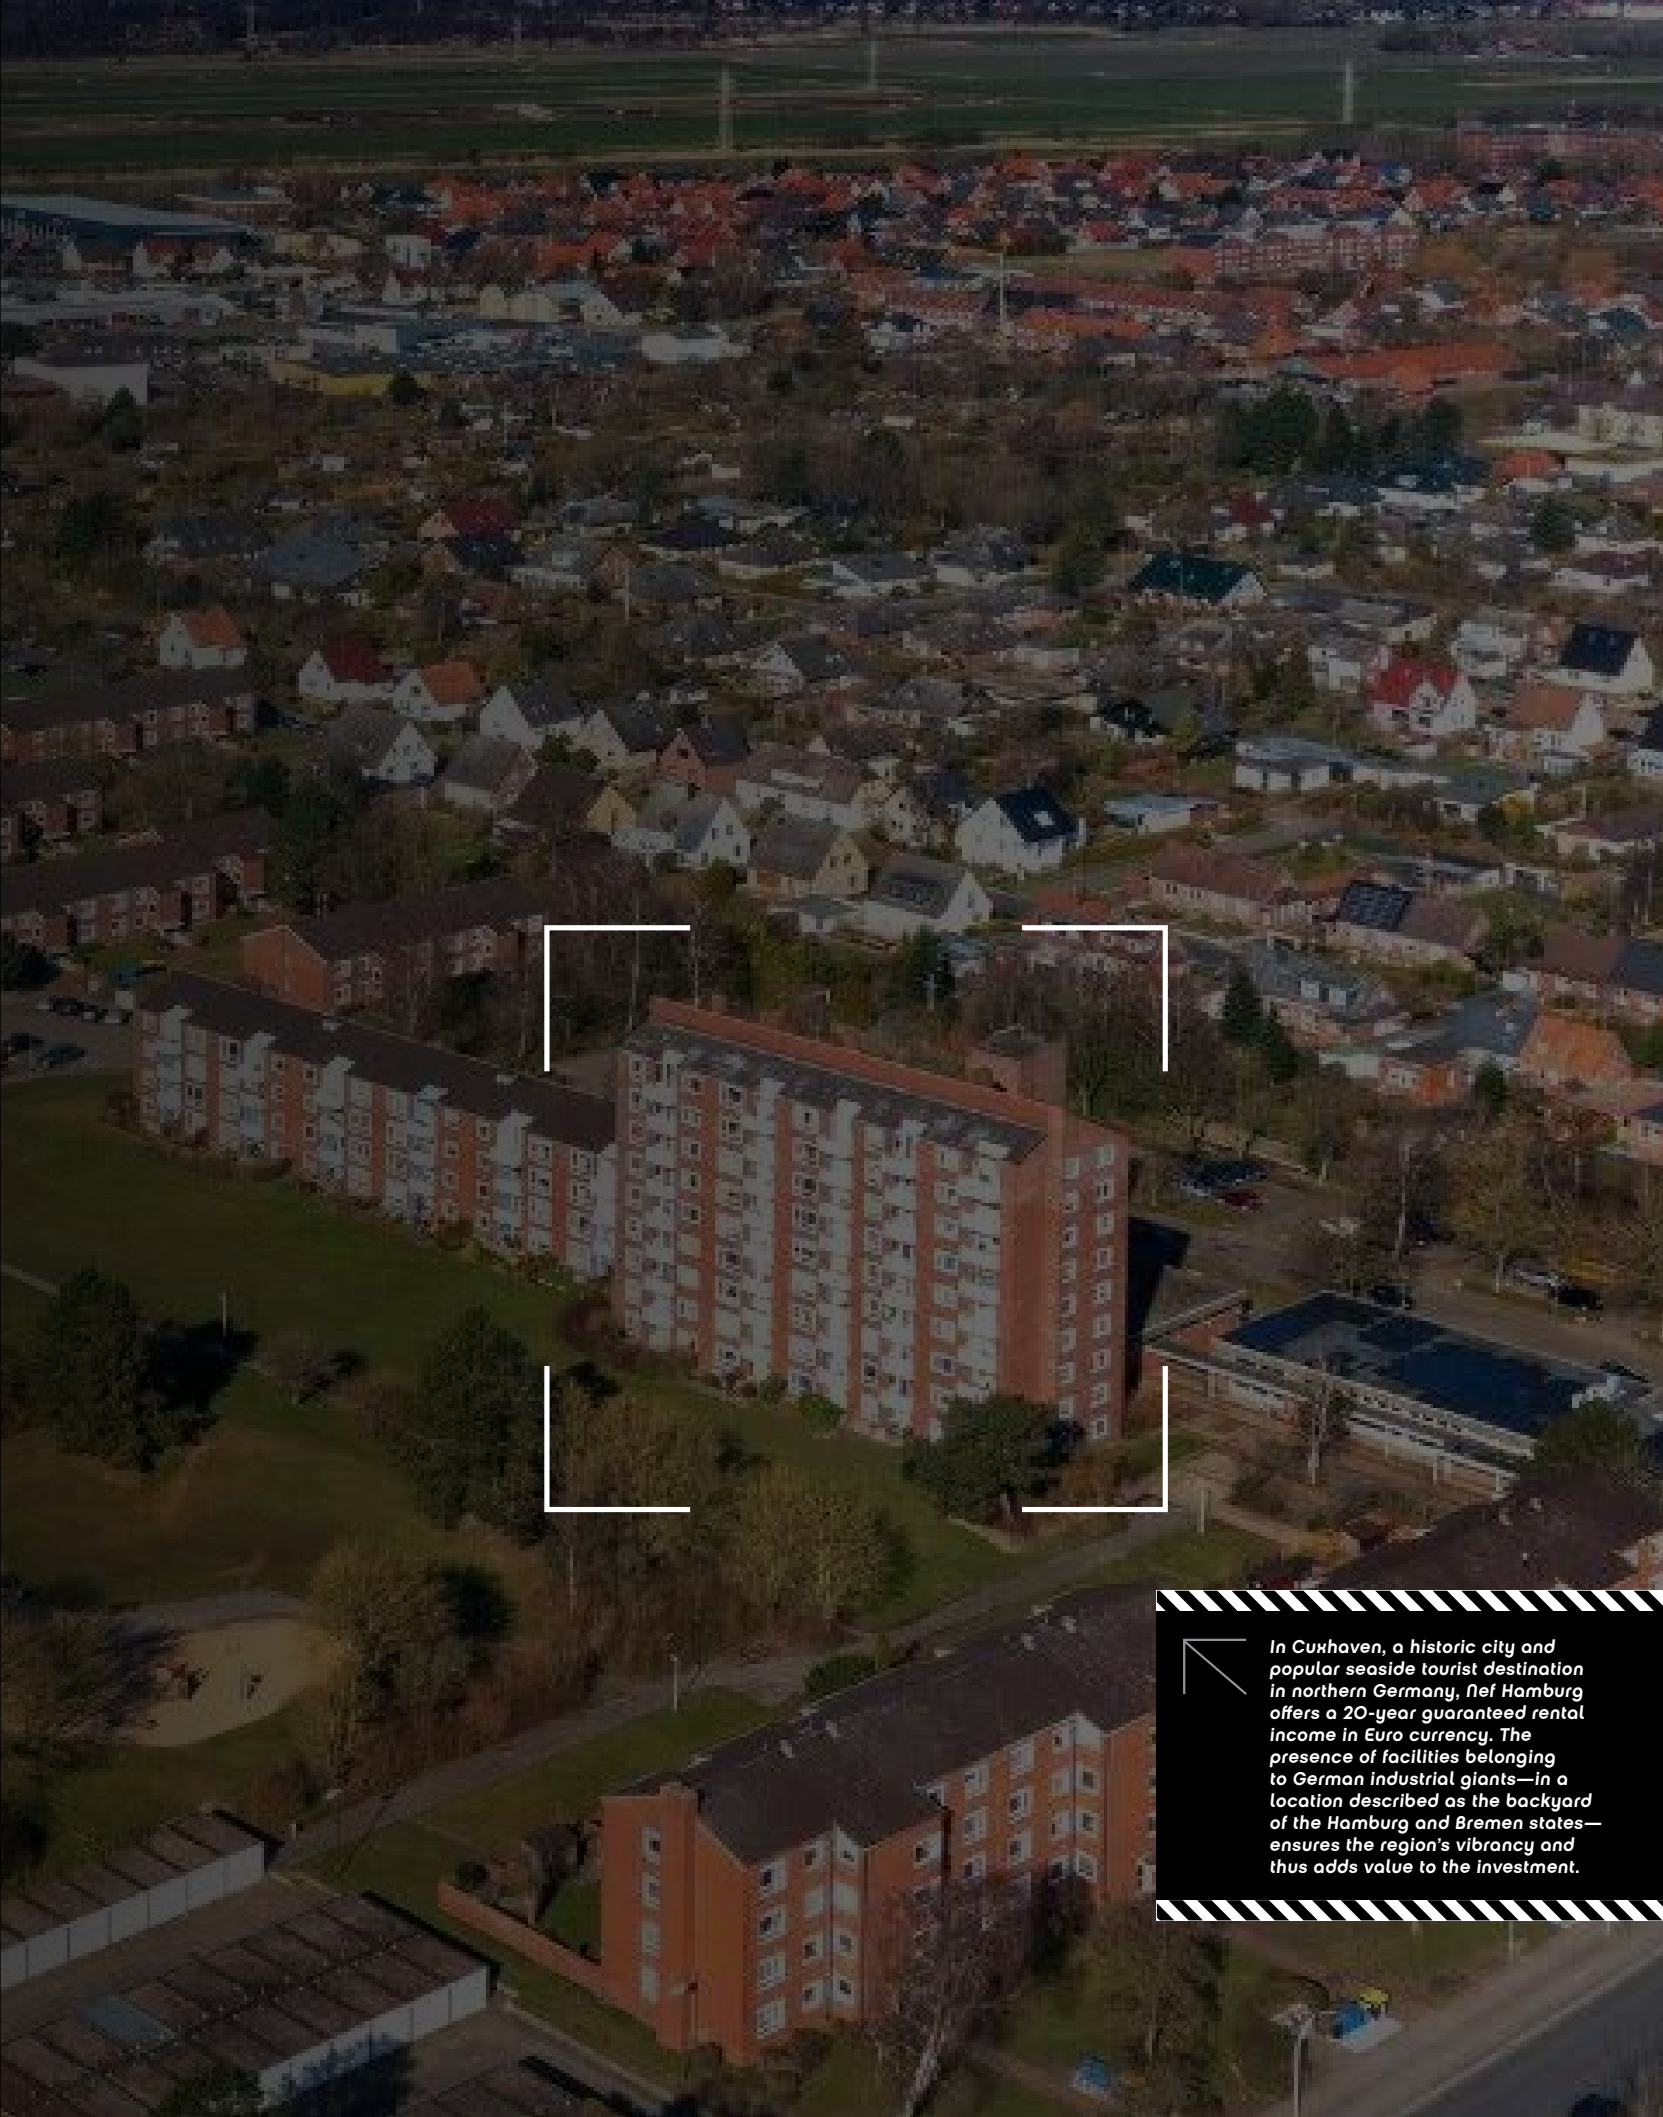 In Cuxhaven, a historic city and
popular seaside tourist destination
in northern Germany, Nef Hamburg
offers a 20-year guaranteed rental
income in Euro currency. The
presence of facilities belonging
to German industrial giants—in a
location described as the backyard
of the Hamburg and Bremen states—
ensures the region's vibrancy and
thus adds value to the investment.